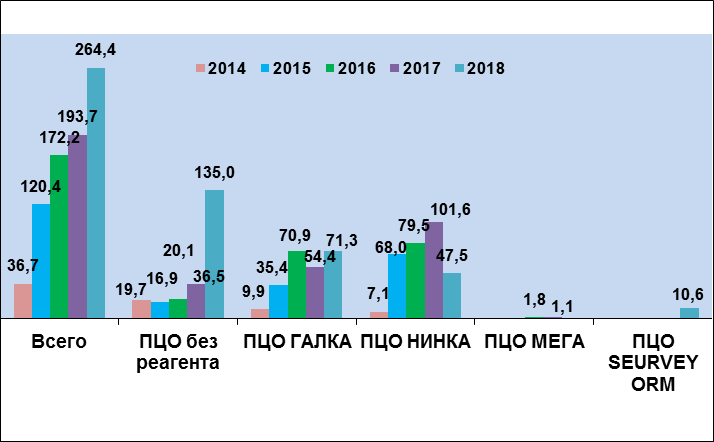 264,4
2014 2015 2016 2017 2018
193,7
172,2
120,4
36,7
135,0
20,1
19,7 16,9 36,5
70,9 71,3
54,4
35,4
9,9
101,6
79,5
68,0
47,5
7,1
1,8 1,1
10,6
Всего
ПЦО без
реагента
ПЦО ГАЛКА
ПЦО НИНКА
ПЦО МЕГА
ПЦО
SEURVEY
ORM